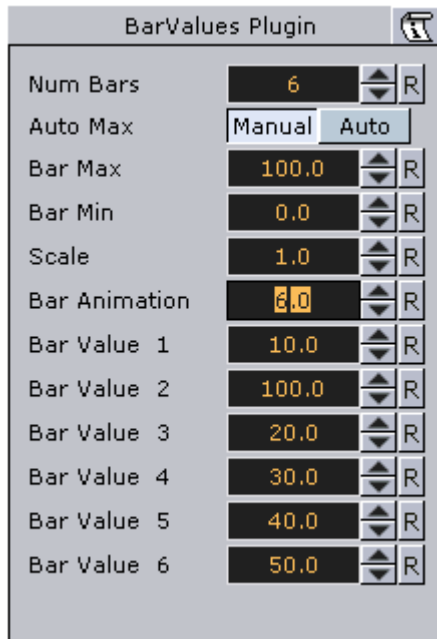 BarValues Plugin
Num Bars 6 R
Auto Max Manual Auto
Bar Max 100.0 R
Bar Min 0.0 R
Scale 1.0 R
Bar Animation 6.0 R
Bar Value 1 10.0 R
Bar Value 2 100.0 R
Bar Value 3 20.0 R
Bar Value 4 30.0 R
Bar Value 5 40.0 R
Bar Value 6 50.0 R